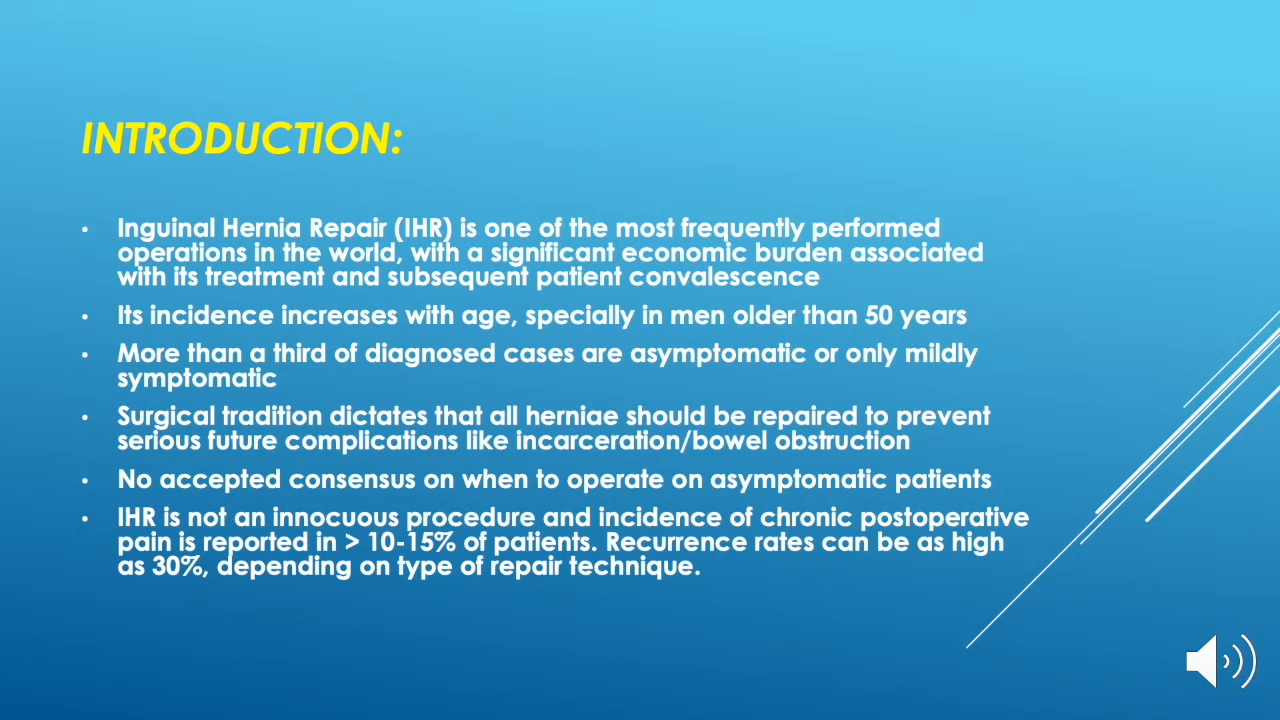 INTRODUCTION:
• Inguinal Hernia Repair (IHR) is one of the most frequently performed
operations in the world, with a significant economic burden associated
with its treatment and subsequent patient convalescence
• Its incidence increases with age, specially in men older than 50 years
• More than a third of diagnosed cases are asymptomatic or only mildly
symptomatic
• Surgical tradition dictates that all herniae should be repaired to prevent
serious future complications like incarceration/bowel obstruction
• No accepted consensus on when to operate on asymptomatic patients
• IHR is not an innocuous procedure and incidence of chronic postoperative
pain is reported in > 10-15% of patients. Recurrence rates can be as high
as 30%, depending on type of repair technique.